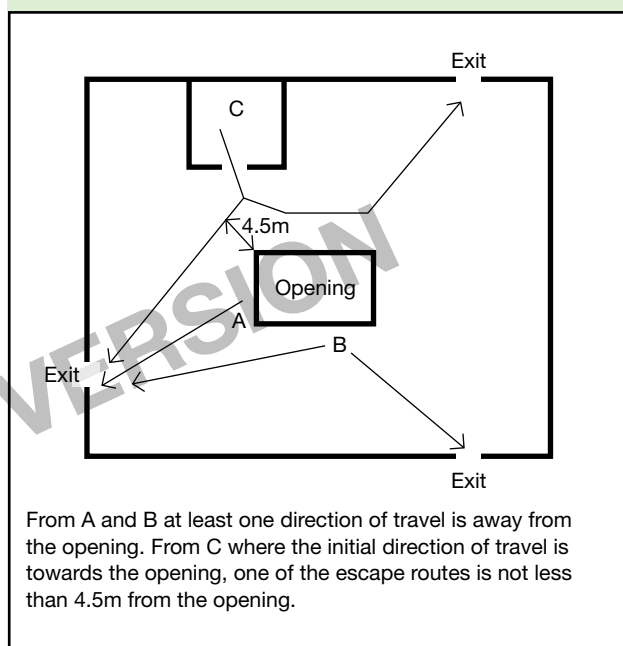 Exit
C
4.5m
Opening
A
B
Exit
Exit
VERSION
From A and B at least one direction of travel is away from
the opening. From C where the initial direction of travel is
towards the opening, one of the escape routes is not less
than 4.5m from the opening.